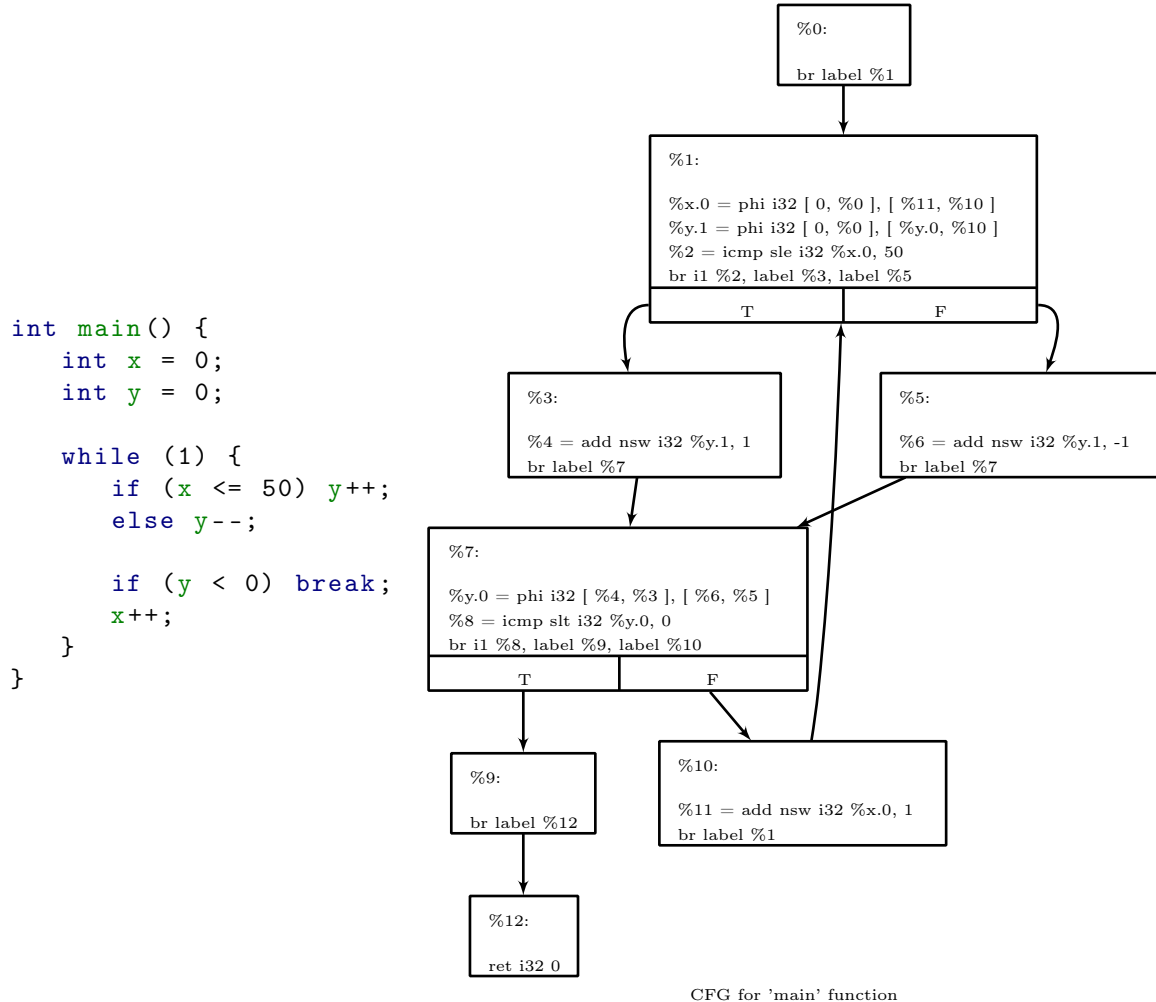 int main() {
int x = 0;
int y = 0;
while (1) {
if (x <= 50) y++;
else y--;
if (y < 0) break;
x++;
}
}
%0:
br label %1
%1:
%x.0 = phi i32 [ 0, %0 ], [ %11, %10 ]
%y.1 = phi i32 [ 0, %0 ], [ %y.0, %10 ]
%2 = icmp sle i32 %x.0, 50
br i1 %2, label %3, label %5
T
F
%3:
%4 = add nsw i32 %y.1, 1
br label %7
%5:
%6 = add nsw i32 %y.1, -1
br label %7
%7:
%y.0 = phi i32 [ %4, %3 ], [ %6, %5 ]
%8 = icmp slt i32 %y.0, 0
br i1 %8, label %9, label %10
T
F
%9:
br label %12
%10:
%11 = add nsw i32 %x.0, 1
br label %1
%12:
ret i32 0
CFG for 'main' function